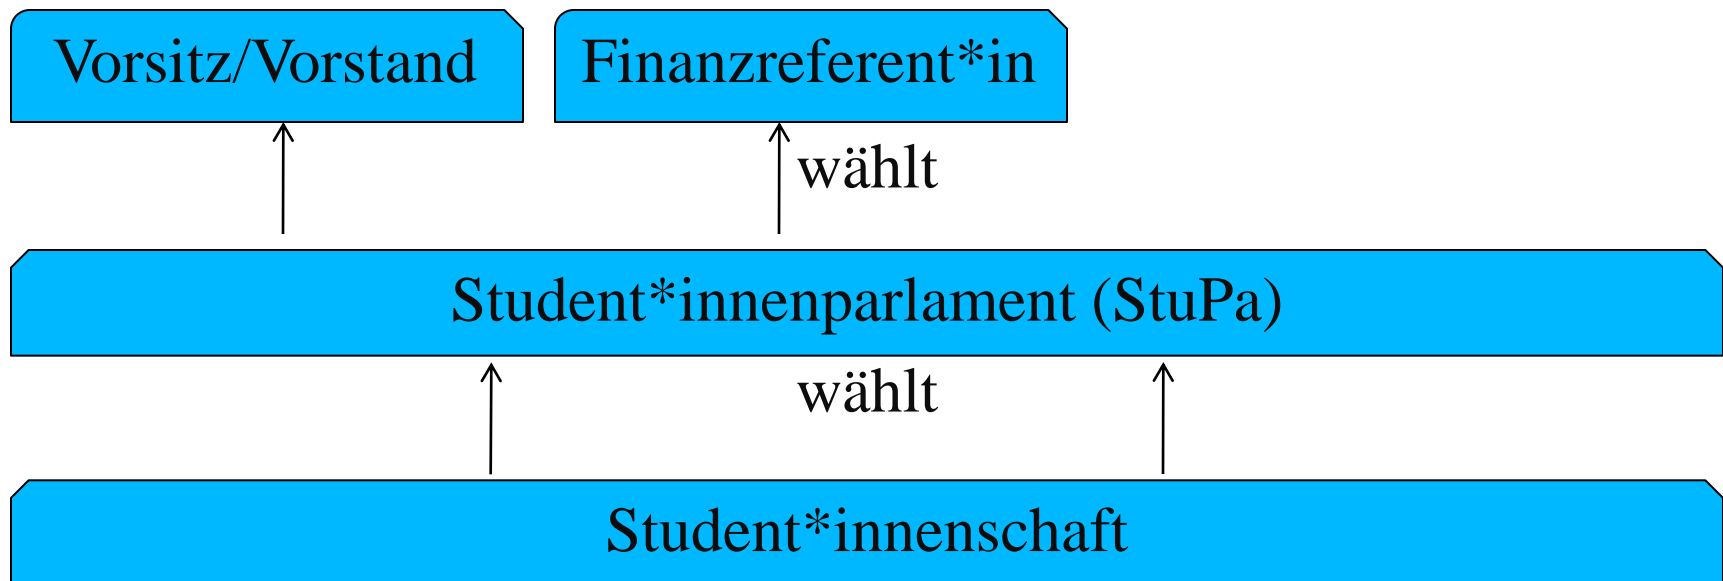 Vorsitz/Vorstand
Finanzreferent*in
wählt
Student*innenparlament (StuPa)
wählt
Student*innenschaft